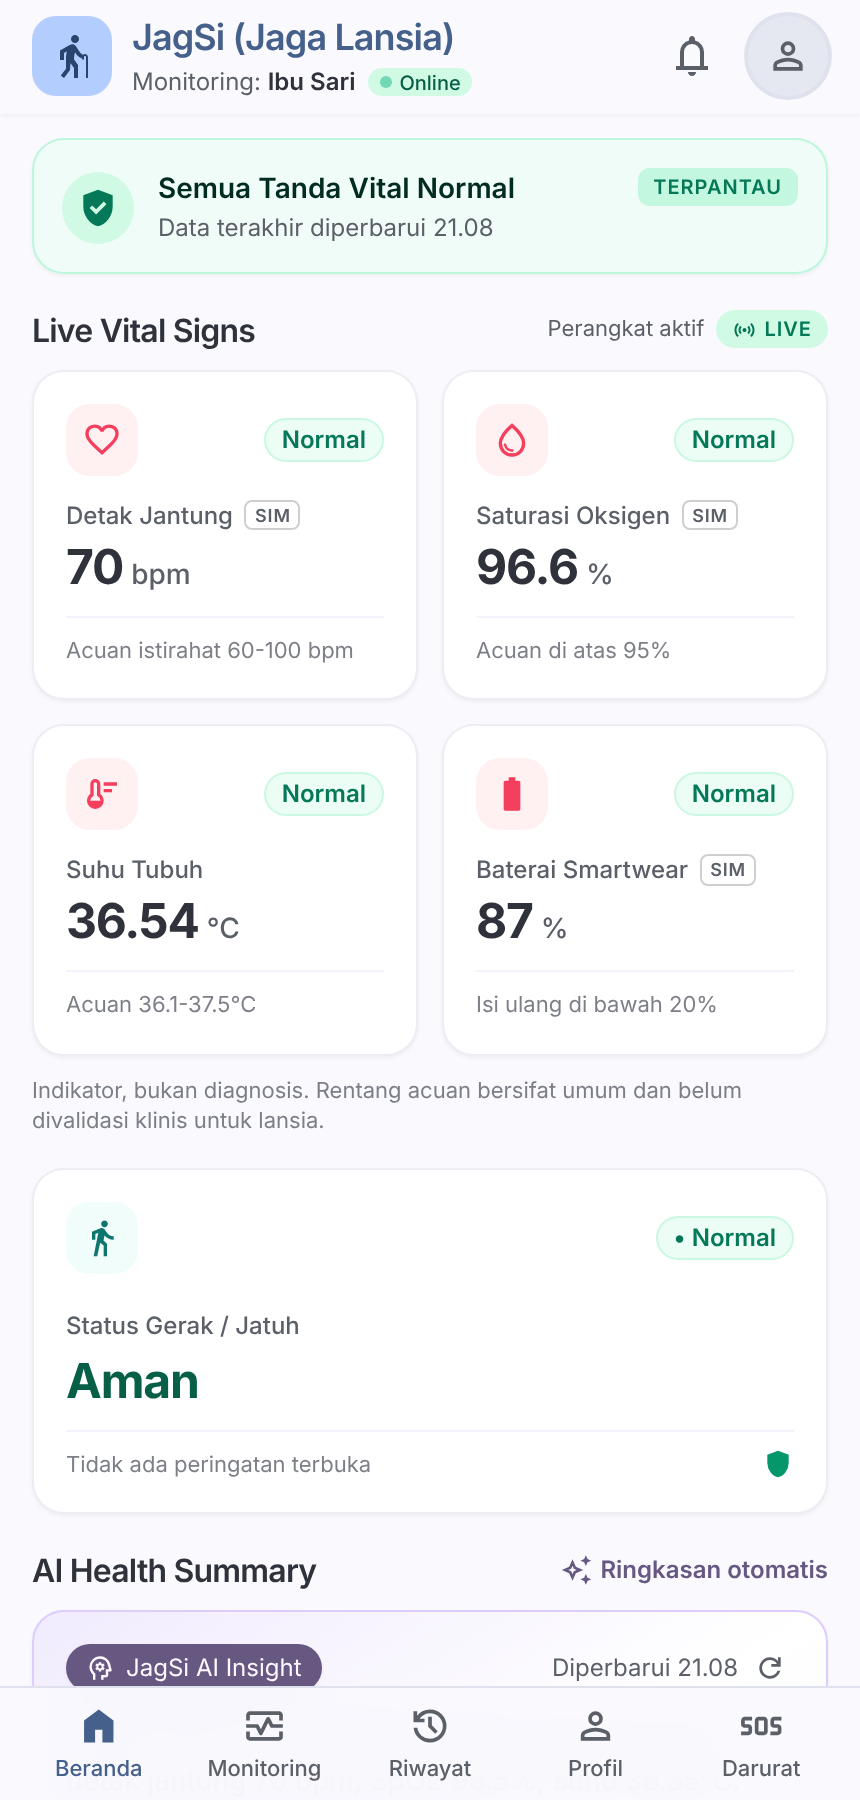 JagSi (Jaga Lansia)
Monitoring: Ibu Sari Online
Semua Tanda Vital Normal
TERPANTAU
Data terakhir diperbarui 21.08
Live Vital Signs
Perangkat aktif LIVE
Normal
Detak Jantung SIM
70 bpm
Acuan istirahat 60-100 bpm
Normal
Saturasi Oksigen SIM
96.6 %
Acuan di atas 95%
Normal
Suhu Tubuh
36.54 °C
Acuan 36.1-37.5°C
Normal
Baterai Smartwear SIM
87 %
Isi ulang di bawah 20%
Indikator, bukan diagnosis. Rentang acuan bersifat umum dan belum
divalidasi klinis untuk lansia.
• Normal
Status Gerak / Jatuh
Aman
Tidak ada peringatan terbuka
AI Health Summary
Ringkasan otomatis
JagSi AI Insight
Diperbarui 21.08
Beranda
Monitoring
Riwayat
Profil
SOS
Darurat